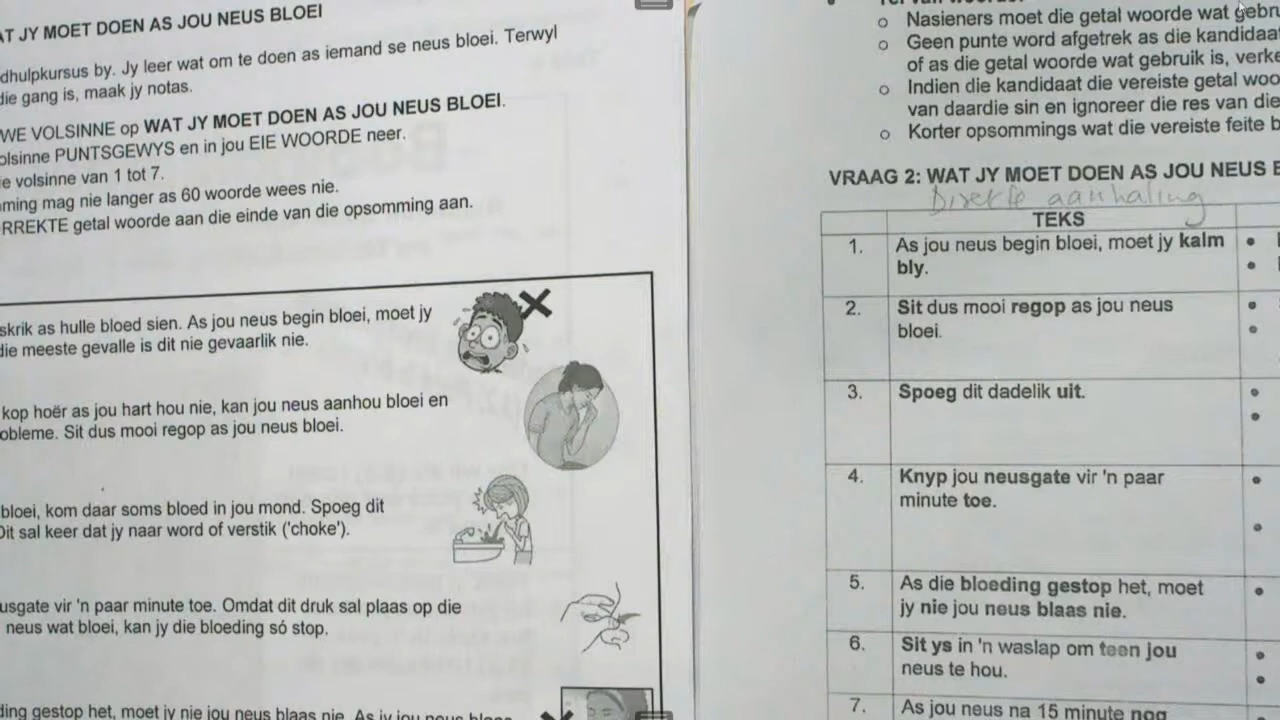 AT JY MOET DOEN AS JOU NEUS BLOEI
dhulpkursus by. Jy leer wat om te doen as iemand se neus bloei. Terwyl
die gang is, maak jy notas.
WE VOLSINNE op WAT JY MOET DOEN AS JOU NEUS BLOEI.
olsinne PUNTSGEWYS en in jou EIE WOORDE neer.
e volsinne van 1 tot 7.
ming mag nie langer as 60 woorde wees nie.
RREKTE getal woorde aan die einde van die opsomming aan.
skrik as hulle bloed sien. As jou neus begin bloei, moet jy
die meeste gevalle is dit nie gevaarlik nie.
kop hoër as jou hart hou nie, kan jou neus aanhou bloei en
obleme. Sit dus mooi regop as jou neus bloei.
bloei, kom daar soms bloed in jou mond. Spoeg dit
Dit sal keer dat jy naar word of verstik ('choke').
usgate vir 'n paar minute toe. Omdat dit druk sal plaas op die
neus wat bloei, kan jy die bloeding só stop.
ding gestop het, moet jy nie jou neus blaas nie. As jy jou neus blaas
Nasieners moet die getal woorde wat gebru
Geen punte word afgetrek as die kandidaat
of as die getal woorde wat gebruik is, verke
Indien die kandidaat die vereiste getal woo
van daardie sin en ignoreer die res van die
Korter opsommings wat die vereiste feite b
VRAAG 2: WAT JY MOET DOEN AS JOU NEUS B
Direkte aanhaling
TEKS
1. As jou neus begin bloei, moet jy kalm
bly.
2. Sit dus mooi regop as jou neus
bloei.
3. Spoeg dit dadelik uit.
4. Knyp jou neusgate vir 'n paar
minute toe.
5. As die bloeding gestop het, moet
jy nie jou neus blaas nie.
6. Sit ys in 'n waslap om teen jou
neus te hou.
7. As jou neus na 15 minute nog